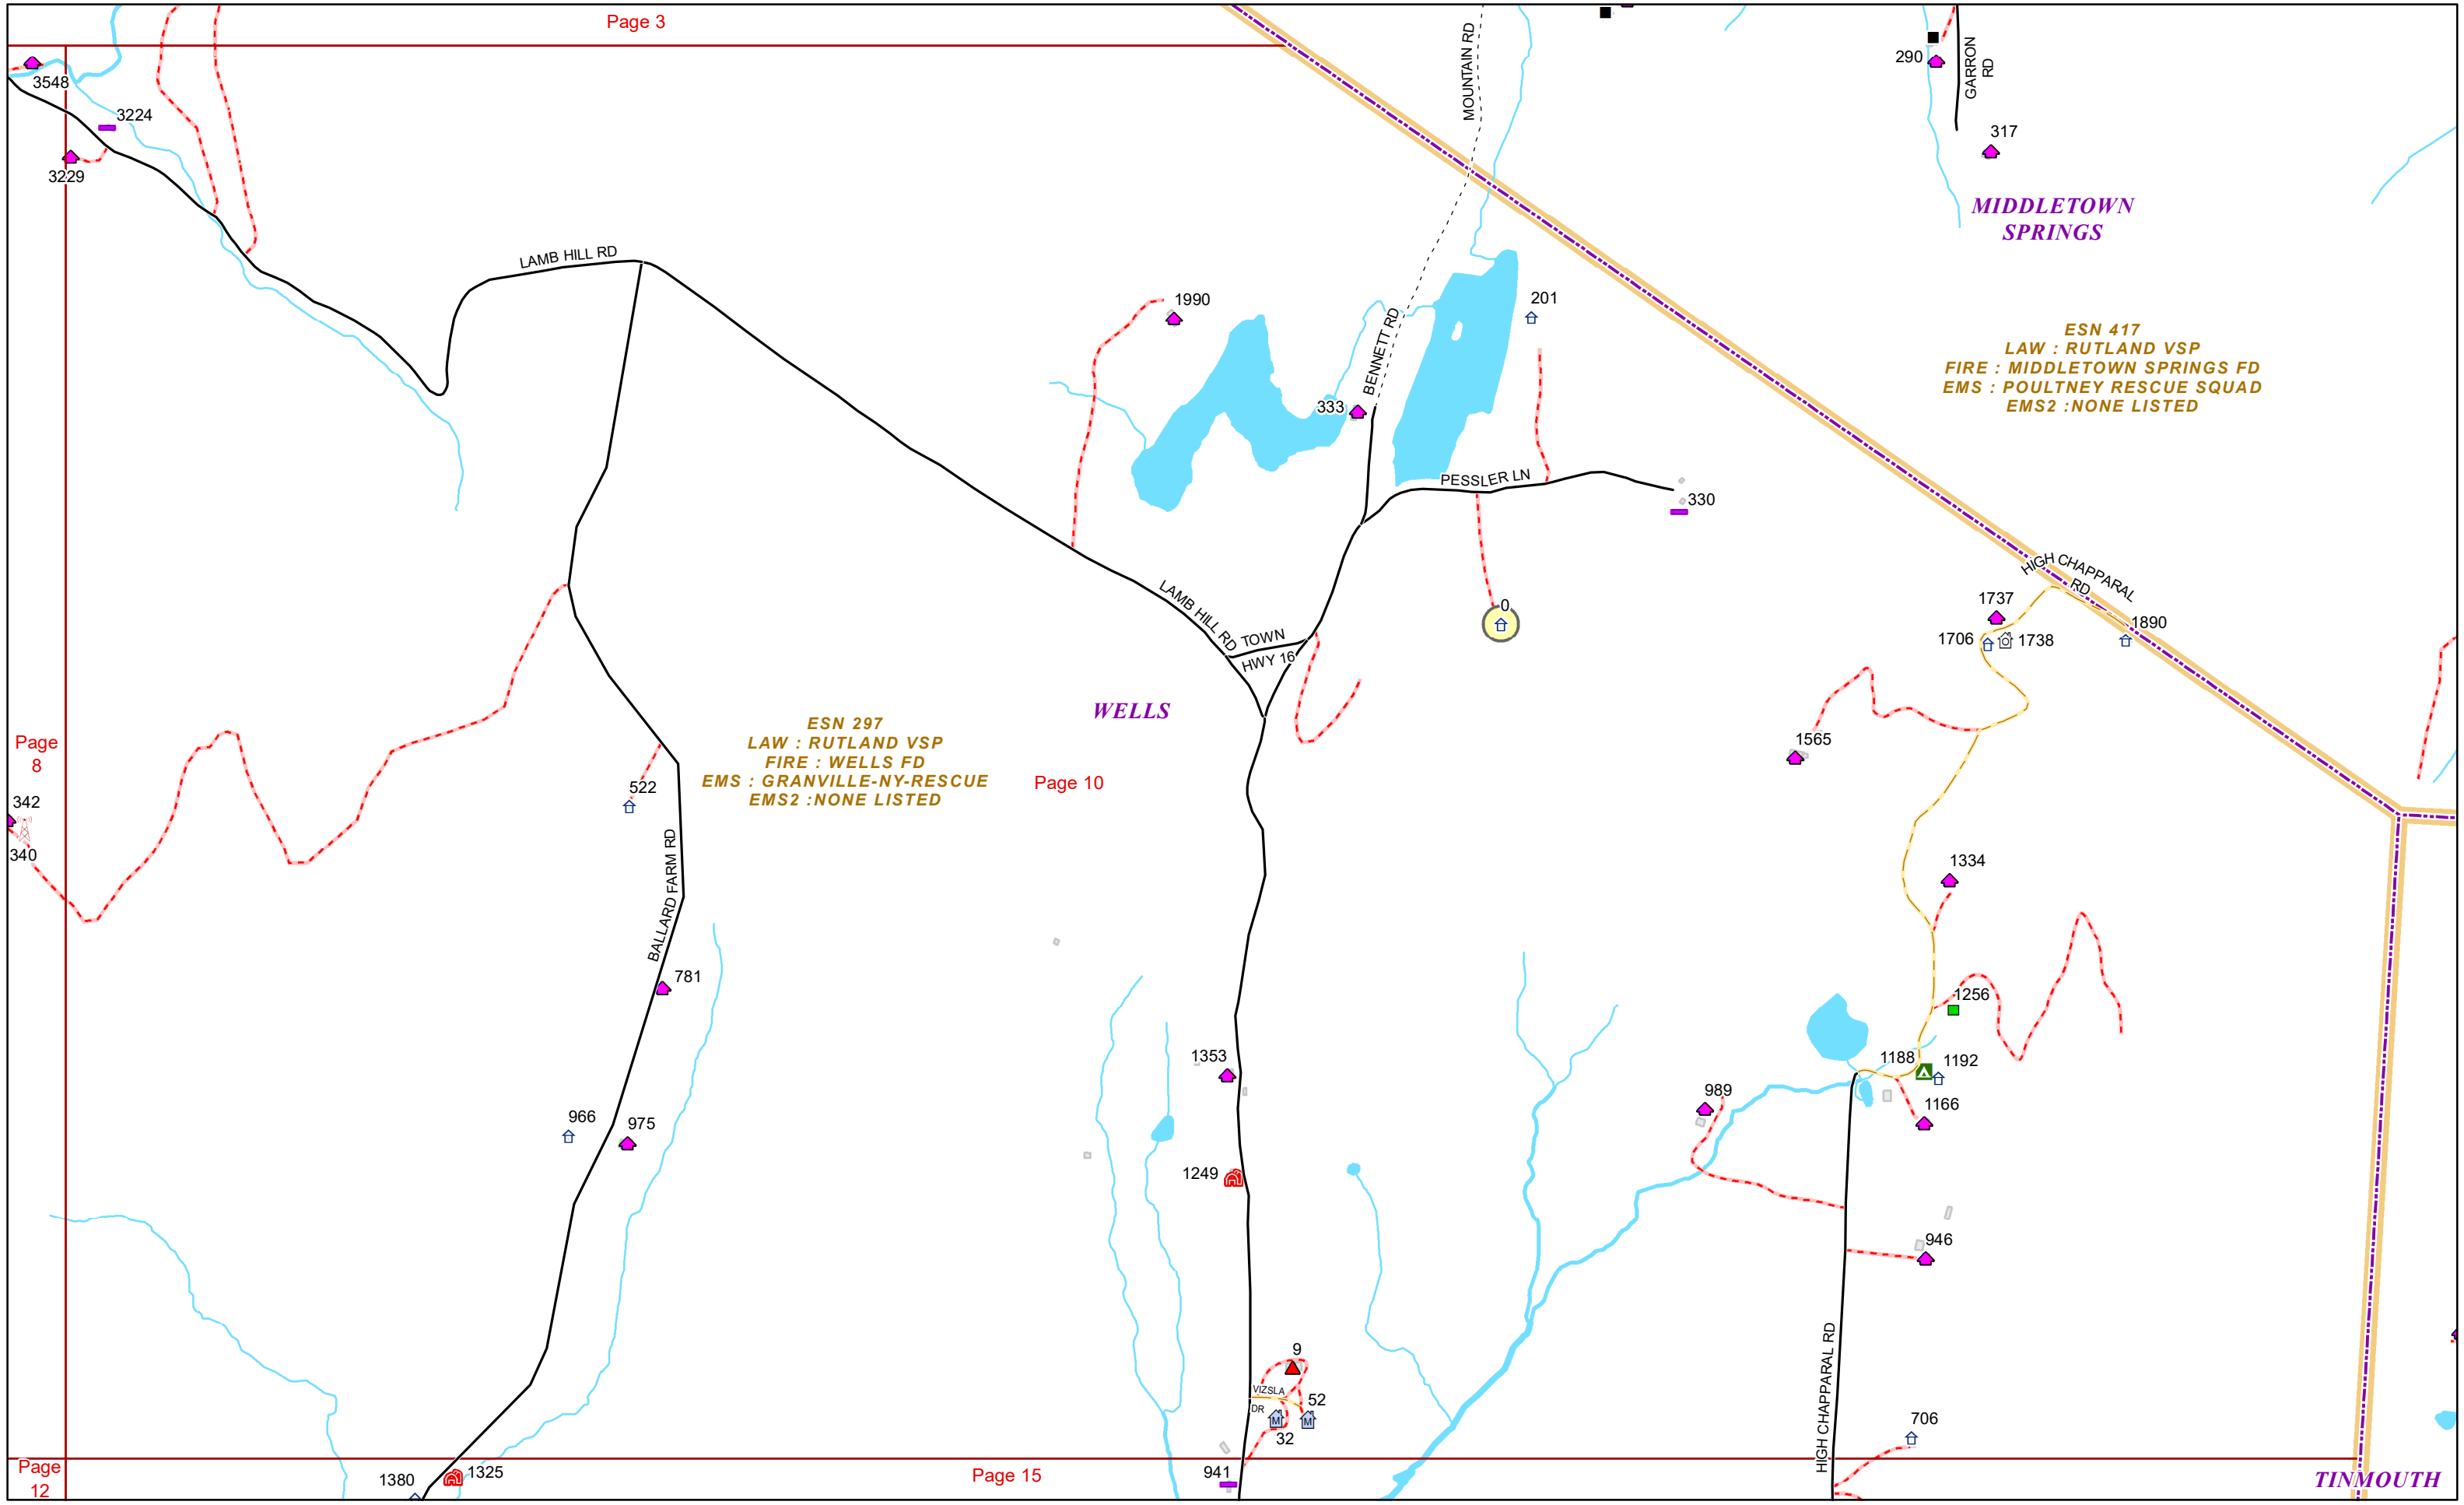 Page 3
3548
3224
3229
LAMB HILL RD
MOUNTAIN RD
290
GARRON
RD
317
MIDDLETOWN
SPRINGS
1990
201
BENNETT RD
333
ESN 417
LAW : RUTLAND VSP
FIRE : MIDDLETOWN SPRINGS FD
EMS : POULTNEY RESCUE SQUAD
EMS2 :NONE LISTED
PESSLER LN
330
HIGH CHAPPARAL
RD
LAMB HILL RD
TOWN
HWY 16
0
1737
1706
1738
1890
WELLS
ESN 297
LAW : RUTLAND VSP
FIRE : WELLS FD
EMS : GRANVILLE-NY-RESCUE
EMS2 :NONE LISTED
Page 10
Page
8
342
340
522
1565
BALLARD FARM RD
1334
781
1256
1353
1188
1192
989
1166
966
975
1249
946
HIGH CHAPPARAL RD
9
VIZSLA
DR
52
32
706
Page
12
1380
1325
Page 15
941
TINMOUTH
M
M